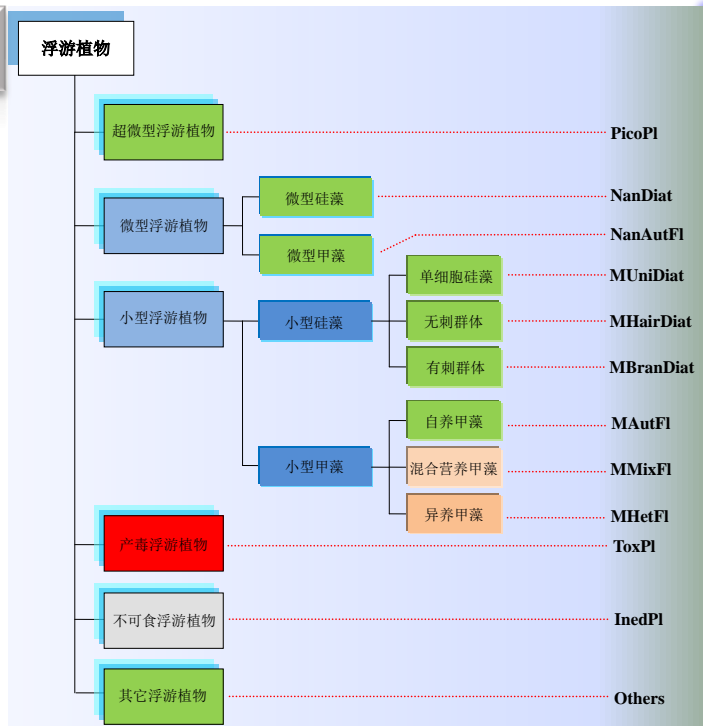 浮游植物
超微型浮游植物
PicoPl
微型浮游植物
微型硅藻
NanDiat
微型甲藻
NanAutFl
小型浮游植物
小型硅藻
单细胞硅藻
MUniDiat
无刺群体
MHairDiat
有刺群体
MBranDiat
小型甲藻
自养甲藻
MAutFl
混合营养甲藻
MMixFl
异养甲藻
MHetFl
产毒浮游植物
ToxPl
不可食浮游植物
InedPl
其它浮游植物
Others